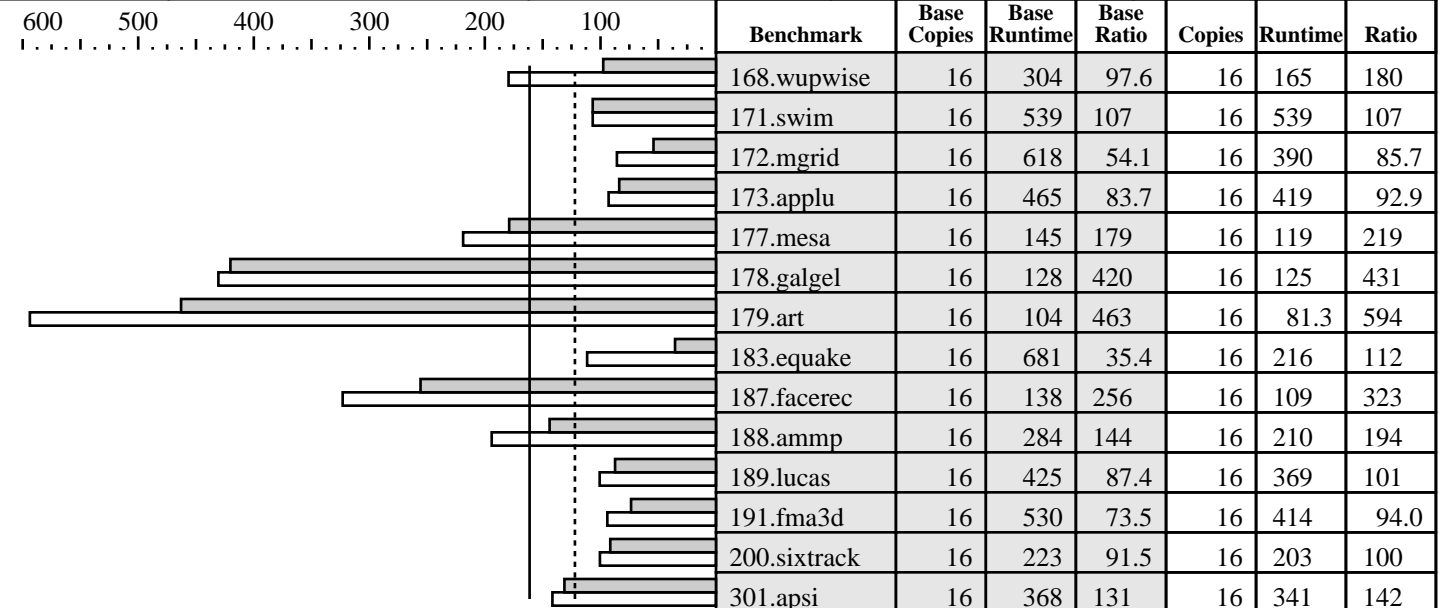 600 500 400 300 200 100
Benchmark Base Copies Base Runtime Base Ratio Copies Runtime Ratio
168.wupwise 16 304 97.6 16 165 180
171.swim 16 539 107 16 539 107
172.mgrid 16 618 54.1 16 390 85.7
173.applu 16 465 83.7 16 419 92.9
177.mesa 16 145 179 16 119 219
178.galgel 16 128 420 16 125 431
179.art 16 104 463 16 81.3 594
183.equake 16 681 35.4 16 216 112
187.facerec 16 138 256 16 109 323
188.ammp 16 284 144 16 210 194
189.lucas 16 425 87.4 16 369 101
191.fma3d 16 530 73.5 16 414 94.0
200.sixtrack 16 223 91.5 16 203 100
301.apsi 16 368 131 16 341 142